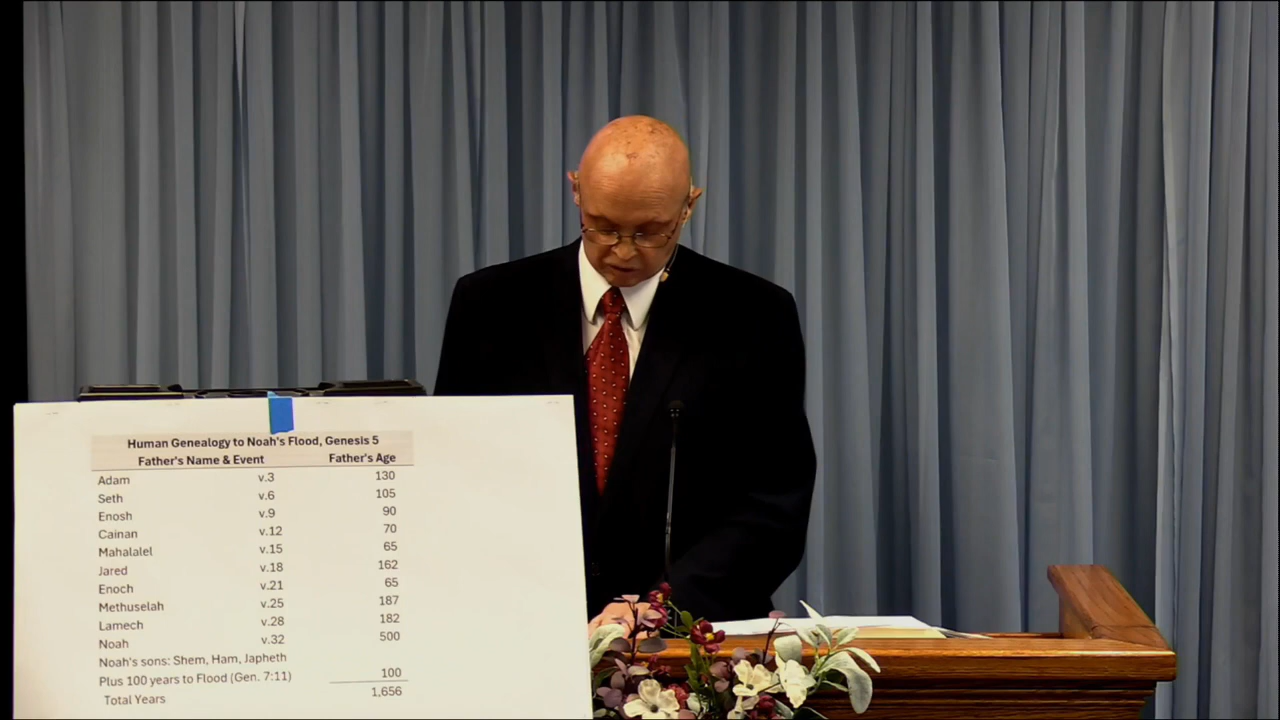 Human Genealogy to Noah's Flood, Genesis 5
Father's Name & Event Father's Age
Adam v.3 130
Seth v.6 105
Enosh v.9 90
Cainan v.12 70
Mahalalel v.15 65
Jared v.18 162
Enoch v.21 65
Methuselah v.25 187
Lamech v.28 182
Noah v.32 500
Noah's sons: Shem, Ham, Japheth
Plus 100 years to Flood (Gen. 7:11) 100
Total Years 1,656